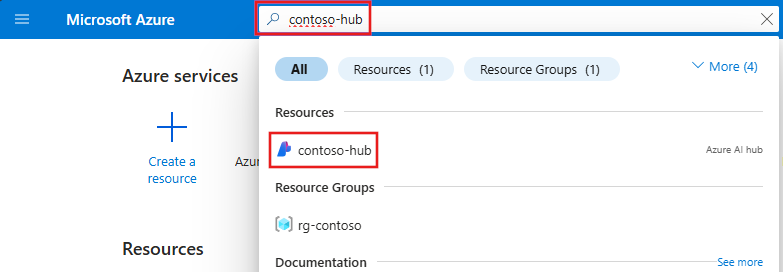 Microsoft Azure
contoso-hub
Azure services
Create a
resource
Azu
Resources
All
Resources (1)
Resource Groups (1)
More (4)
Resources
contoso-hub
Azure AI hub
Resource Groups
rg-contoso
Documentation
See more